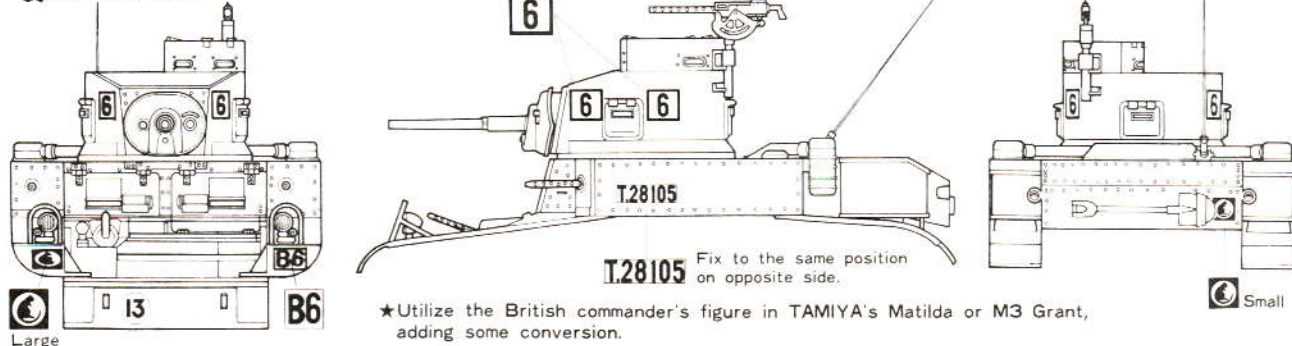 6
6
6
6
6
6
6
T.28105
T.28105 Fix to the same position
on opposite side.
B6
13
B6
Large
Small
★Utilize the British commander's figure in TAMIYA's Matilda or M3 Grant,
adding some conversion.